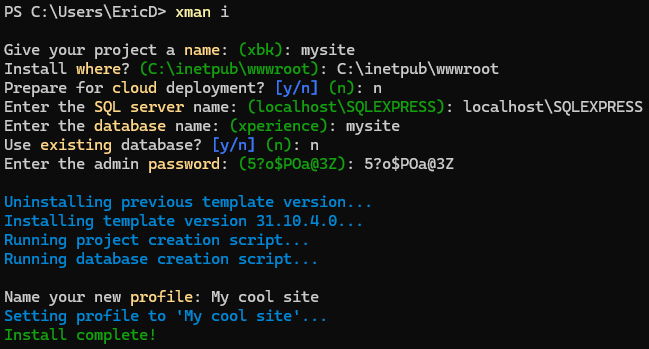 PS C:\Users\EricD> xman i
Give your project a name: (xbk): mysite
Install where? (C:\inetpub\wwwroot): C:\inetpub\wwwroot
Prepare for cloud deployment? [y/n] (n): n
Enter the SQL server name: (localhost\SQLEXPRESS): localhost\SQLEXPRESS
Enter the database name: (xperience): mysite
Use existing database? [y/n] (n): n
Enter the admin password: (5?o$POa@3Z): 5?o$POa@3Z
Uninstalling previous template version...
Installing template version 31.10.4.0...
Running project creation script...
Running database creation script...
Name your new profile: My cool site
Setting profile to 'My cool site'...
Install complete!